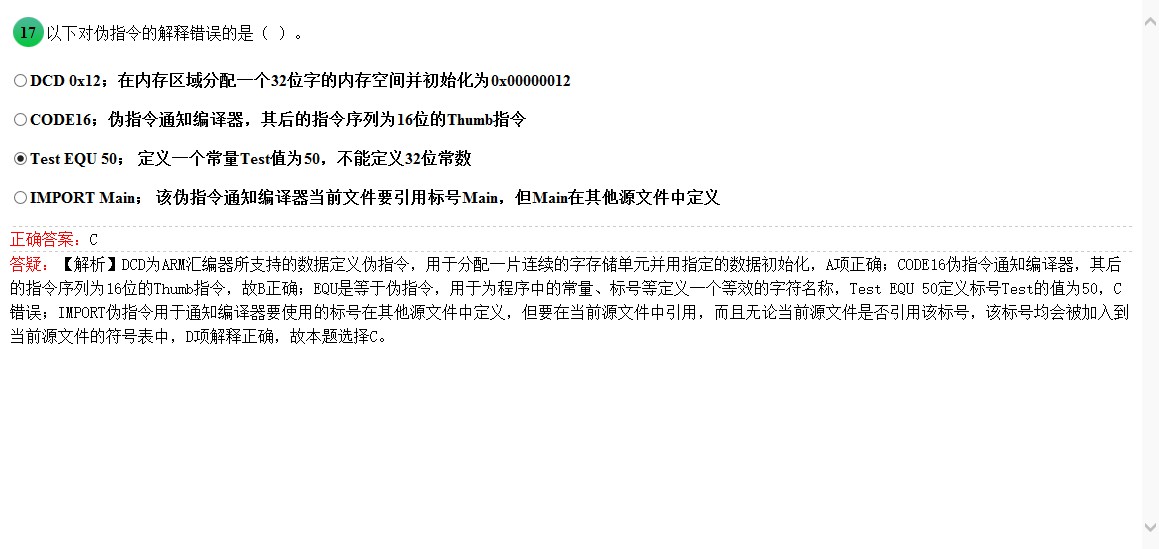 17 以下对伪指令的解释错误的是（ ）。
DCD 0x12；在内存区域分配一个32位字的内存空间并初始化为0x00000012
CODE16；伪指令通知编译器，其后的指令序列为16位的Thumb指令
Test EQU 50； 定义一个常量Test值为50，不能定义32位常数
IMPORT Main； 该伪指令通知编译器当前文件要引用标号Main，但Main在其他源文件中定义
正确答案：C
答疑：【解析】DCD为ARM汇编器所支持的数据定义伪指令，用于分配一片连续的字存储单元并用指定的数据初始化，A项正确；CODE16伪指令通知编译器，其后
的指令序列为16位的Thumb指令，故B正确；EQU是等于伪指令，用于为程序中的常量、标号等定义一个等效的字符名称，Test EQU 50定义标号Test的值为50，C
错误；IMPORT伪指令用于通知编译器要使用的标号在其他源文件中定义，但要在当前源文件中引用，而且无论当前源文件是否引用该标号，该标号均会被加入到
当前源文件的符号表中，D项解释正确，故本题选择C。